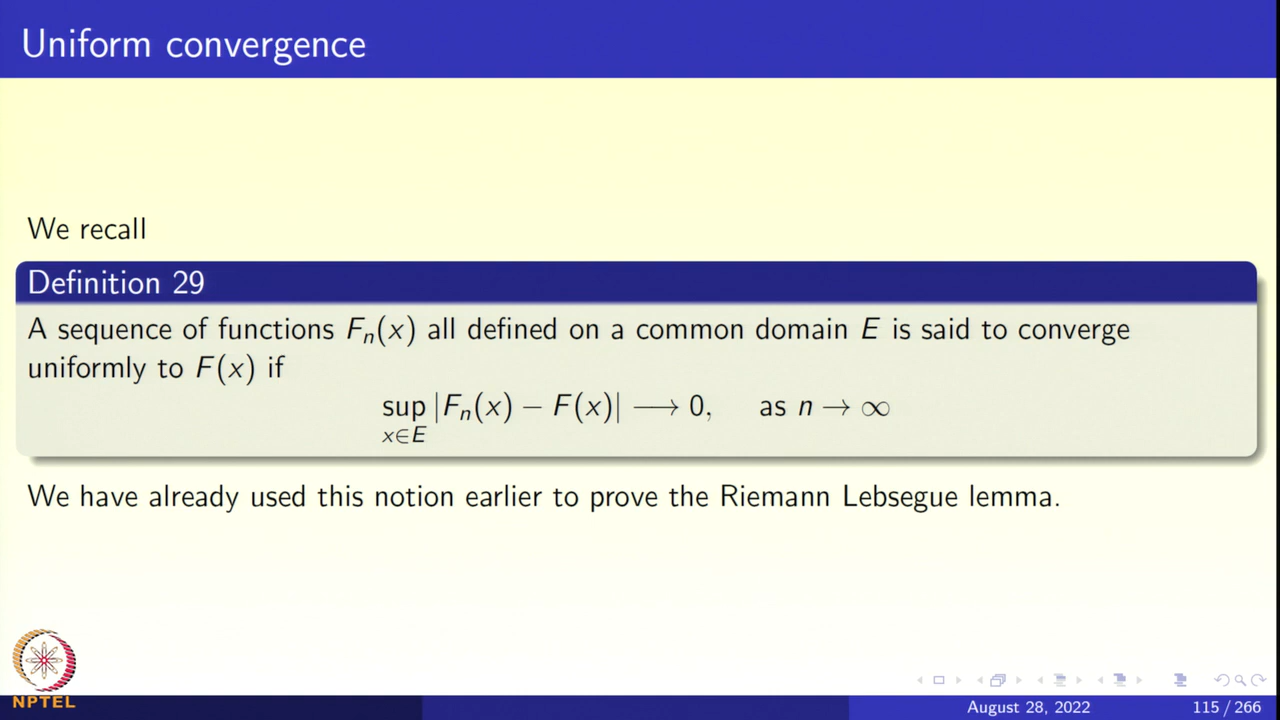 Uniform convergence
We recall
Definition 29
A sequence of functions Fₙ(x) all defined on a common domain E is said to converge
uniformly to F(x) if
sup |Fₙ(x) − F(x)| ⟶ 0, as n → ∞
x∈E
We have already used this notion earlier to prove the Riemann Lebsegue lemma.
NPTEL
August 28, 2022 115 / 266